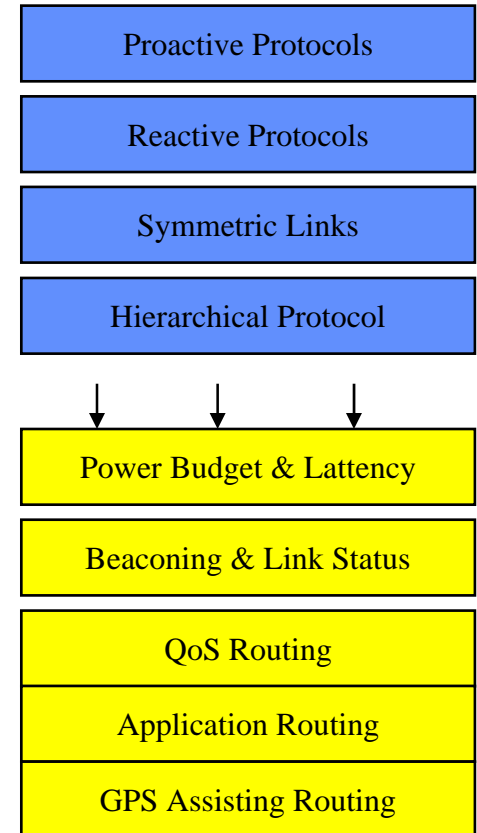 Proactive Protocols
Reactive Protocols
Symmetric Links
Hierarchical Protocol
Power Budget & Lattency
Beaconing & Link Status
QoS Routing
Application Routing
GPS Assisting Routing